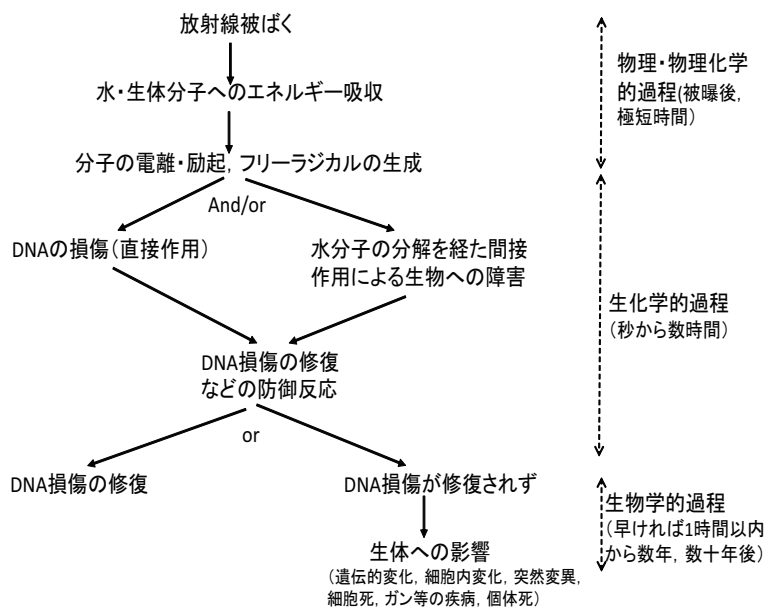 放射線被ばく
水・生体分子へのエネルギー吸収
分子の電離・励起, フリーラジカルの生成
And/or
DNAの損傷（直接作用）
水分子の分解を経た間接
作用による生物への障害
DNA損傷の修復
などの防御反応
or
DNA損傷の修復
DNA損傷が修復されず
生体への影響
（遺伝的変化, 細胞内変化, 突然変異,
細胞死, ガン等の疾病, 個体死）
物理・物理化学
的過程(被曝後,
極短時間）
生化学的過程
（秒から数時間）
生物学的過程
（早ければ1時間以内
から数年, 数十年後）